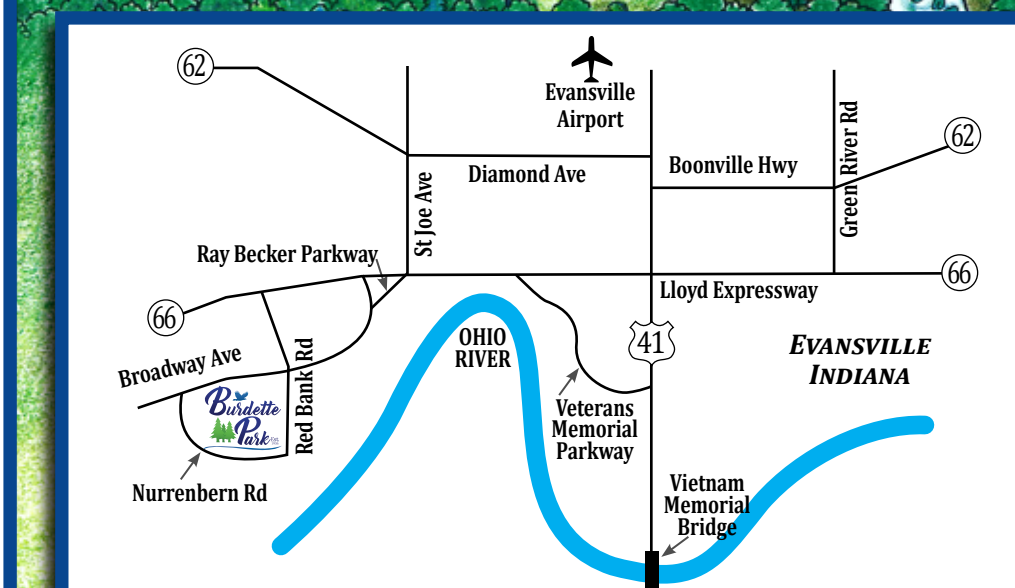 62
Evansville
Airport
Green River Rd
62
Diamond Ave
Boonville Hwy
St Joe Ave
Ray Becker Parkway
66
Lloyd Expressway
66
OHIO
RIVER
41
EVANSVILLE
INDIANA
Broadway Ave
Red Bank Rd
Burdette
Park
Veterans
Memorial
Parkway
Nurrenbern Rd
Vietnam
Memorial
Bridge